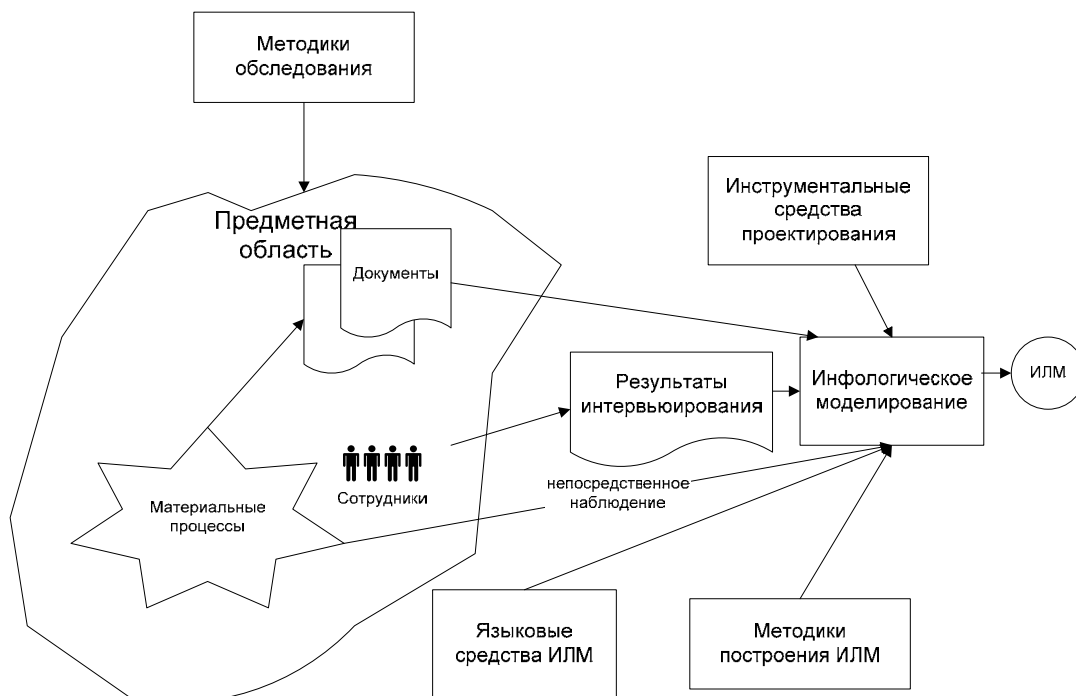 Методики
обследования
Инструментальные
средства
проектирования
Предметная
область
Документы
Результаты
интервьюирования
Инфологическое
моделирование
ИЛМ
Сотрудники
непосредственное
наблюдение
Материальные
процессы
Языковые
средства ИЛМ
Методики
построения ИЛМ